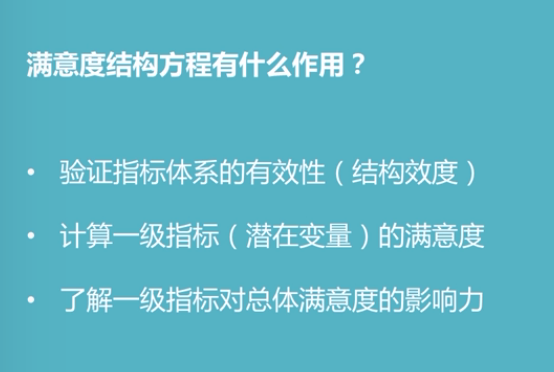 满意度结构方程有什么作用？
• 验证指标体系的有效性（结构效度）
• 计算一级指标（潜在变量）的满意度
• 了解一级指标对总体满意度的影响力